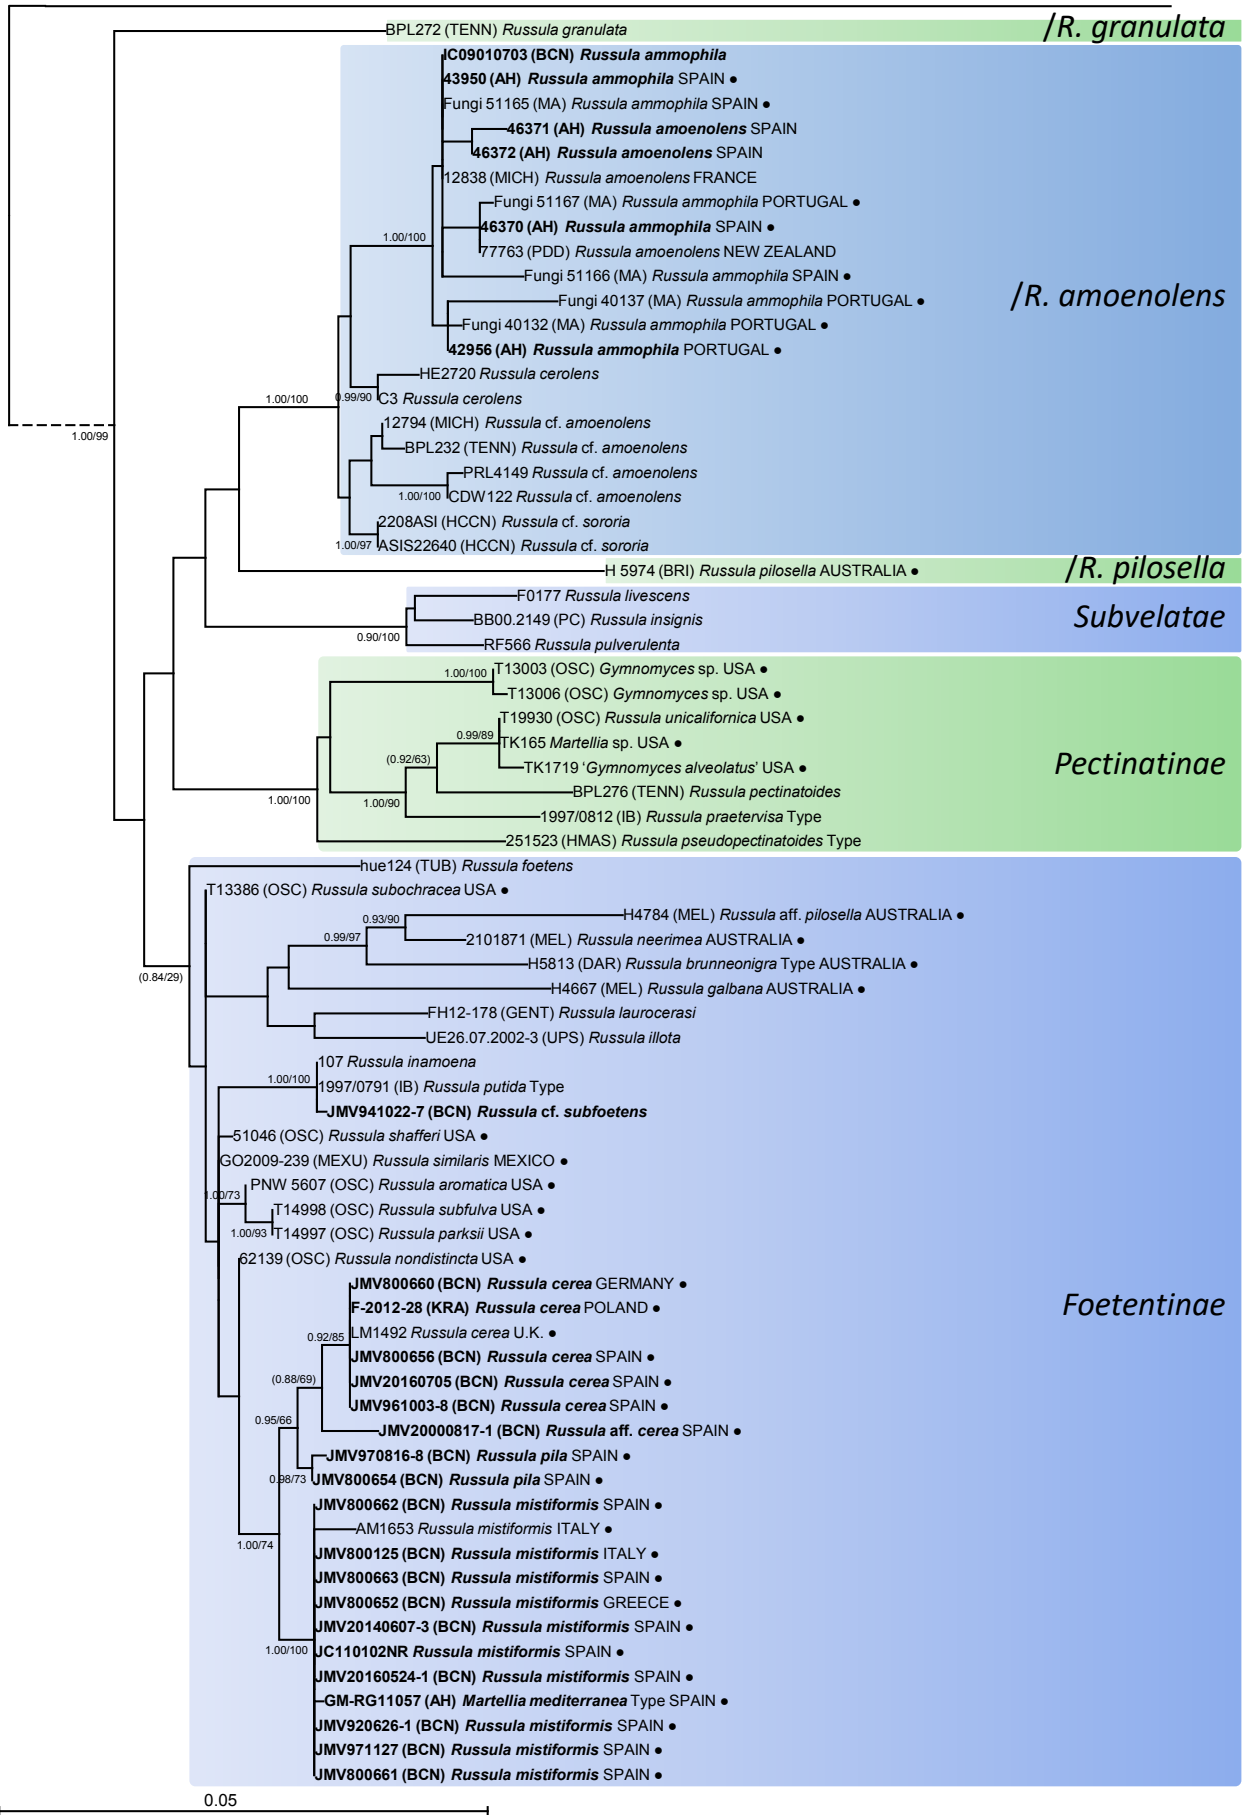 BPL272 (TENN) Russula granulata
/R. granulata
IC09010703 (BCN) Russula ammophila
43950 (AH) Russula ammophila SPAIN ●
Fungi 51165 (MA) Russula ammophila SPAIN ●
46371 (AH) Russula amoenolens SPAIN
46372 (AH) Russula amoenolens SPAIN
12838 (MICH) Russula amoenolens FRANCE
Fungi 51167 (MA) Russula ammophila PORTUGAL ●
46370 (AH) Russula ammophila SPAIN ●
1.00/100
77763 (PDD) Russula amoenolens NEW ZEALAND
Fungi 51166 (MA) Russula ammophila SPAIN ●
/R. amoenolens
Fungi 40137 (MA) Russula ammophila PORTUGAL ●
Fungi 40132 (MA) Russula ammophila PORTUGAL ●
42956 (AH) Russula ammophila PORTUGAL ●
HE2720 Russula cerolens
1.00/100
0.99/90
C3 Russula cerolens
12794 (MICH) Russula cf. amoenolens
1.00/99
BPL232 (TENN) Russula cf. amoenolens
PRL4149 Russula cf. amoenolens
1.00/100
CDW122 Russula cf. amoenolens
2208ASI (HCCN) Russula cf. sororia
1.00/97
ASIS22640 (HCCN) Russula cf. sororia
H 5974 (BRI) Russula pilosella AUSTRALIA ●
/R. pilosella
F0177 Russula livescens
BB00.2149 (PC) Russula insignis
Subvelatae
0.90/100
RF566 Russula pulverulenta
1.00/100
T13003 (OSC) Gymnomyces sp. USA ●
T13006 (OSC) Gymnomyces sp. USA ●
T19930 (OSC) Russula unicalifornica USA ●
0.99/89
TK165 Martellia sp. USA ●
(0.92/63)
TK1719 'Gymnomyces alveolatus' USA ●
Pectinatinae
BPL276 (TENN) Russula pectinatoides
1.00/100
1.00/90
1997/0812 (IB) Russula praetervisa Type
251523 (HMAS) Russula pseudopectinatoides Type
hue124 (TUB) Russula foetens
T13386 (OSC) Russula subochracea USA ●
0.93/90
H4784 (MEL) Russula aff. pilosella AUSTRALIA ●
0.99/97
2101871 (MEL) Russula neerimea AUSTRALIA ●
H5813 (DAR) Russula brunneonigra Type AUSTRALIA ●
(0.84/29)
H4667 (MEL) Russula galbana AUSTRALIA ●
FH12-178 (GENT) Russula laurocerasi
UE26.07.2002-3 (UPS) Russula illota
107 Russula inamoena
1.00/100
1997/0791 (IB) Russula putida Type
JMV941022-7 (BCN) Russula cf. subfoetens
51046 (OSC) Russula shafferi USA ●
GO2009-239 (MEXU) Russula similaris MEXICO ●
PNW 5607 (OSC) Russula aromatica USA ●
1.00/73
T14998 (OSC) Russula subfulva USA ●
1.00/93
T14997 (OSC) Russula parksii USA ●
62139 (OSC) Russula nondistincta USA ●
JMV800660 (BCN) Russula cerea GERMANY ●
F-2012-28 (KRA) Russula cerea POLAND ●
Foetentinae
0.92/85
LM1492 Russula cerea U.K. ●
JMV800656 (BCN) Russula cerea SPAIN ●
(0.88/69)
JMV20160705 (BCN) Russula cerea SPAIN ●
JMV961003-8 (BCN) Russula cerea SPAIN ●
0.95/66
JMV20000817-1 (BCN) Russula aff. cerea SPAIN ●
JMV970816-8 (BCN) Russula pila SPAIN ●
0.98/73
JMV800654 (BCN) Russula pila SPAIN ●
JMV800662 (BCN) Russula mistiformis SPAIN ●
AM1653 Russula mistiformis ITALY ●
1.00/74
JMV800125 (BCN) Russula mistiformis ITALY ●
JMV800663 (BCN) Russula mistiformis SPAIN ●
JMV800652 (BCN) Russula mistiformis GREECE ●
JMV20140607-3 (BCN) Russula mistiformis SPAIN ●
1.00/100
JC110102NR Russula mistiformis SPAIN ●
JMV20160524-1 (BCN) Russula mistiformis SPAIN ●
GM-RG11057 (AH) Martellia mediterranea Type SPAIN ●
JMV920626-1 (BCN) Russula mistiformis SPAIN ●
JMV971127 (BCN) Russula mistiformis SPAIN ●
JMV800661 (BCN) Russula mistiformis SPAIN ●
0.05